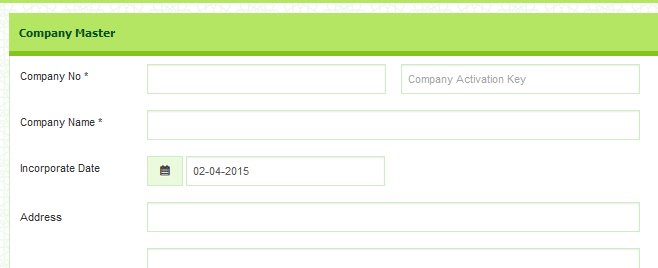 Company Master
Company No * Company Activation Key
Company Name *
Incorporate Date 02-04-2015
Address